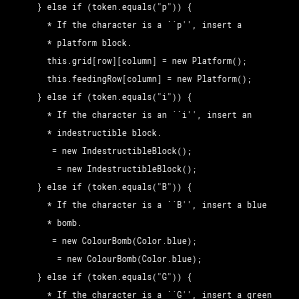 } else if (token.equals("p")) {
* If the character is a ``p'', insert a
* platform block.
this.grid[row][column] = new Platform();
this.feedingRow[column] = new Platform();
} else if (token.equals("i")) {
* If the character is an ``i'', insert an
* indestructible block.
= new IndestructibleBlock();
= new IndestructibleBlock();
} else if (token.equals("B")) {
* If the character is a ``B'', insert a blue
* bomb.
= new ColourBomb(Color.blue);
= new ColourBomb(Color.blue);
} else if (token.equals("G")) {
* If the character is a ``G'', insert a green